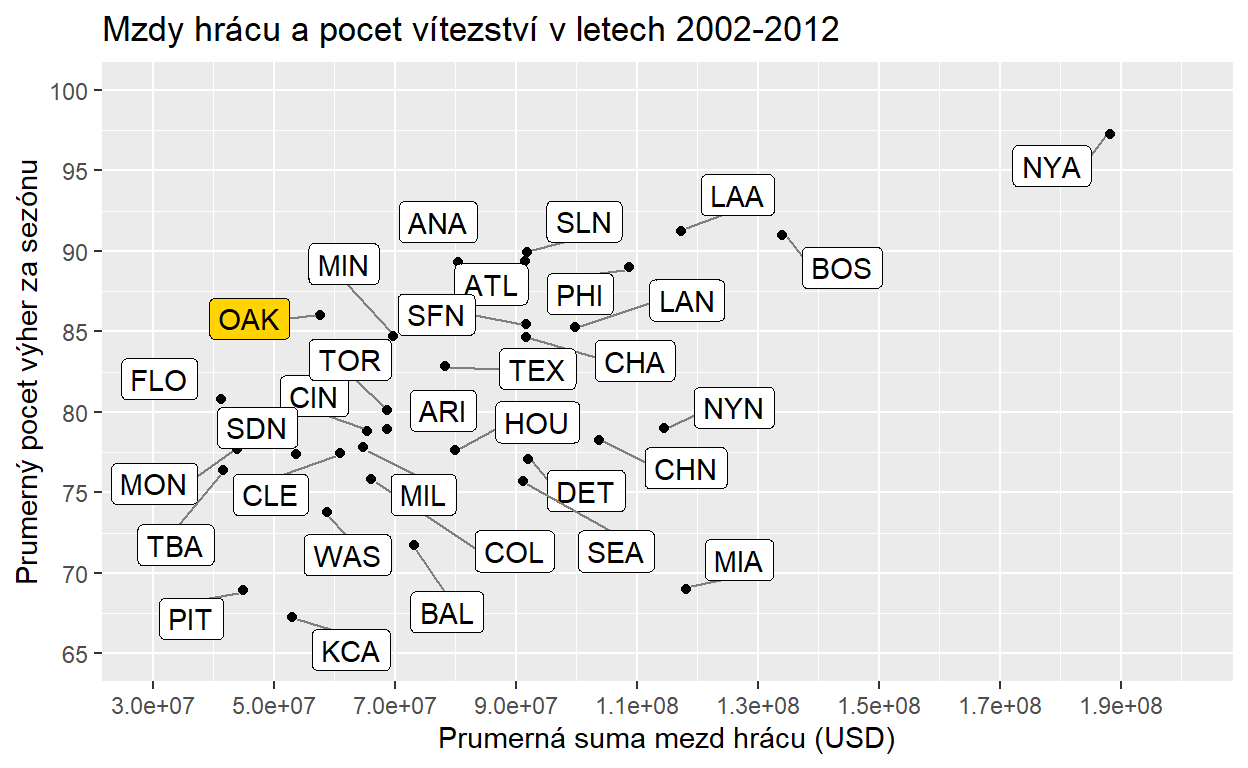 Mzdy hrácu a pocet vítezství v letech 2002-2012
Prumerný pocet výher za sezónu
100
95
90
85
80
75
70
65
NYA
LAA
ANA
SLN
BOS
MIN
ATL
PHI
LAN
OAK
SFN
TOR
CHA
TEX
FLO
CIN
ARI
NYN
SDN
HOU
CHN
MON
CLE
MIL
DET
TBA
WAS
COL
SEA
MIA
PIT
BAL
KCA
3.0e+07 5.0e+07 7.0e+07 9.0e+07 1.1e+08 1.3e+08 1.5e+08 1.7e+08 1.9e+08
Prumerná suma mezd hrácu (USD)